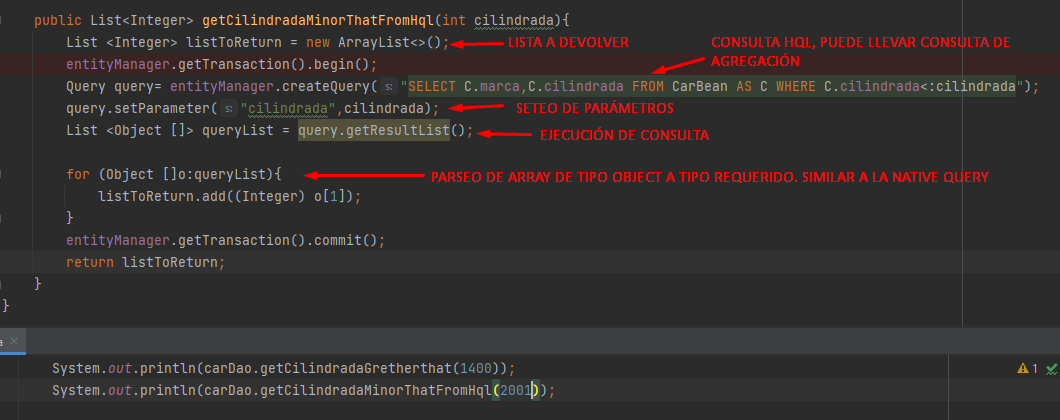 public List<Integer> getCilindradaMinorThatFromHql(int cilindrada){
List <Integer> listToReturn = new ArrayList<>(); LISTA A DEVOLVER
CONSULTA HQL, PUEDE LLEVAR CONSULTA DE
AGREGACIÓN
entityManager.getTransaction().begin();
Query query= entityManager.createQuery( s: "SELECT C.marca,C.cilindrada FROM CarBean AS C WHERE C.cilindrada<:cilindrada");
query.setParameter( s: "cilindrada",cilindrada); SETEO DE PARÁMETROS
List <Object []> queryList = query.getResultList(); EJECUCIÓN DE CONSULTA
for (Object []o:queryList){ PARSEO DE ARRAY DE TIPO OBJECT A TIPO REQUERIDO. SIMILAR A LA NATIVE QUERY
listToReturn.add((Integer) o[1]);
}
entityManager.getTransaction().commit();
return listToReturn;
}
}
a ×
System.out.println(carDao.getCilindradaGretherthat(1400)); 1
System.out.println(carDao.getCilindradaMinorThatFromHql(2001));